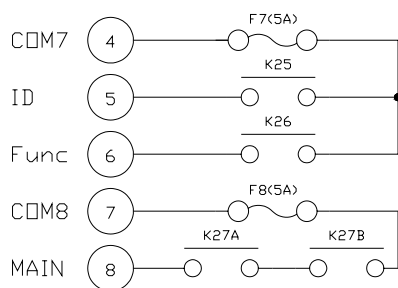 F7(5A)
COM7 4
K25
ID 5
K26
Func 6
F8(5A)
COM8 7
K27A K27B
MAIN 8